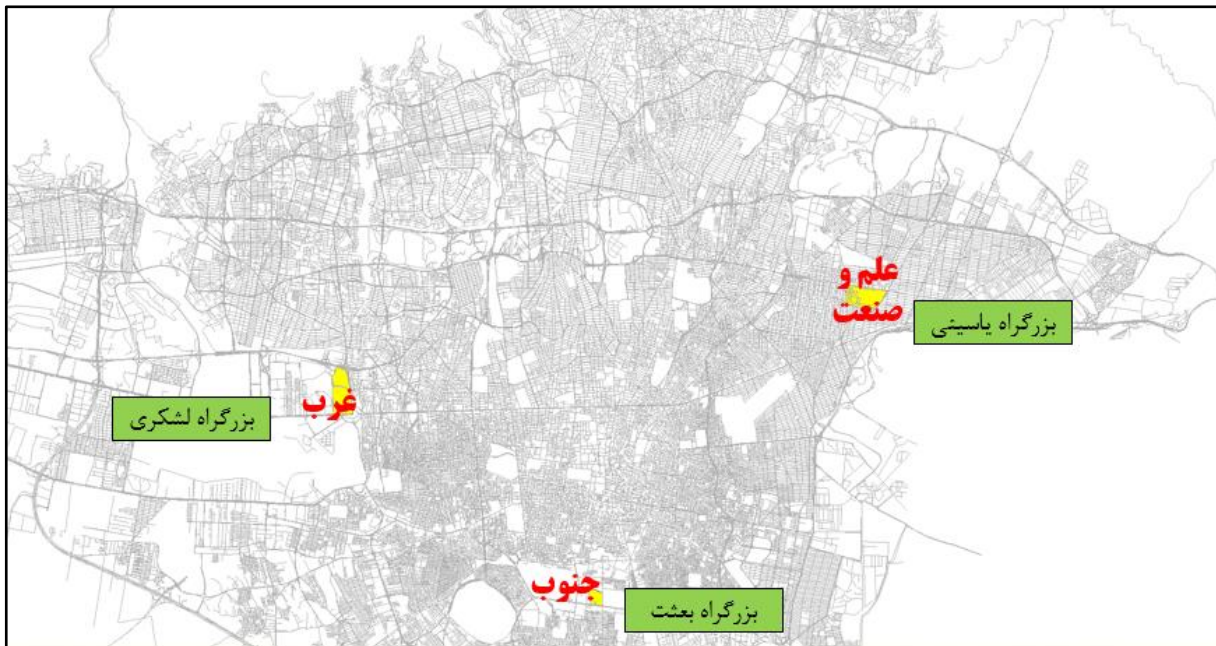 علم و
صنعت
بزرگراه یاسینی
غرب
بزرگراه لشکری
جنوب
بزرگراه بعثت